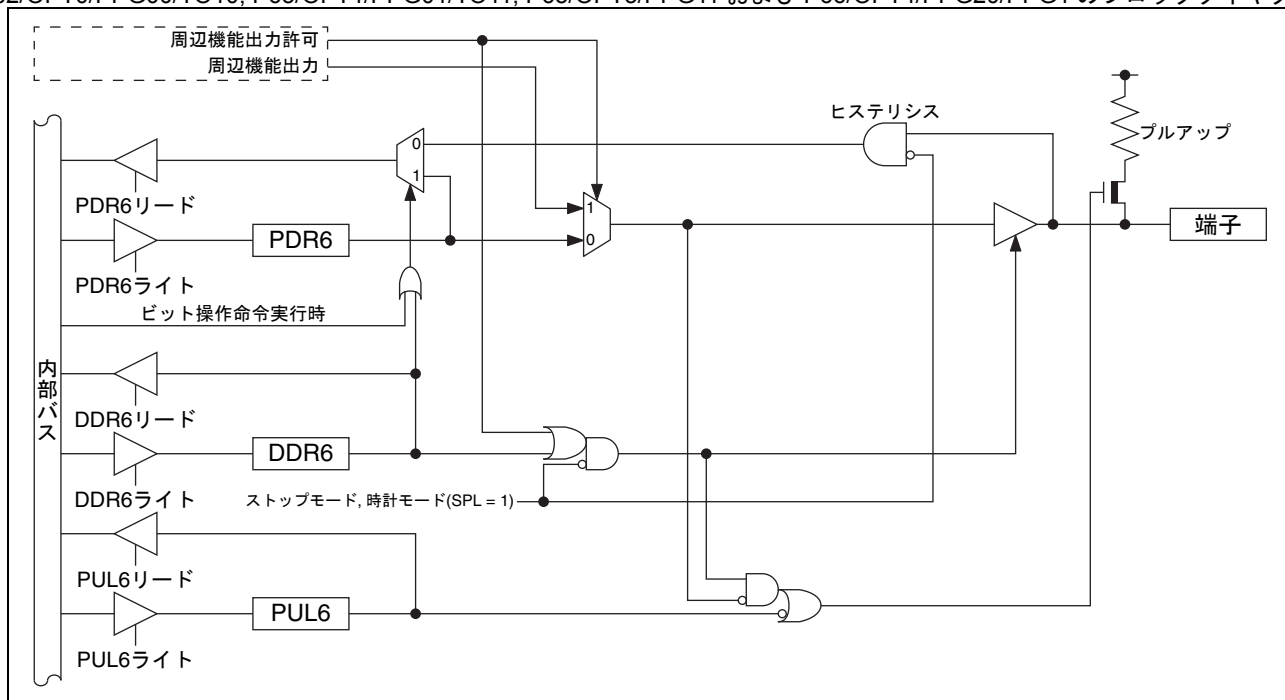 周辺機能出力許可
周辺機能出力
ヒステリシス
プルアップ
0
1
PDR6リード
1
0
PDR6
端子
PDR6ライト
ビット操作命令実行時
内部バス
DDR6リード
DDR6
DDR6ライト
ストップモード, 時計モード(SPL = 1)
PUL6リード
PUL6
PUL6ライト